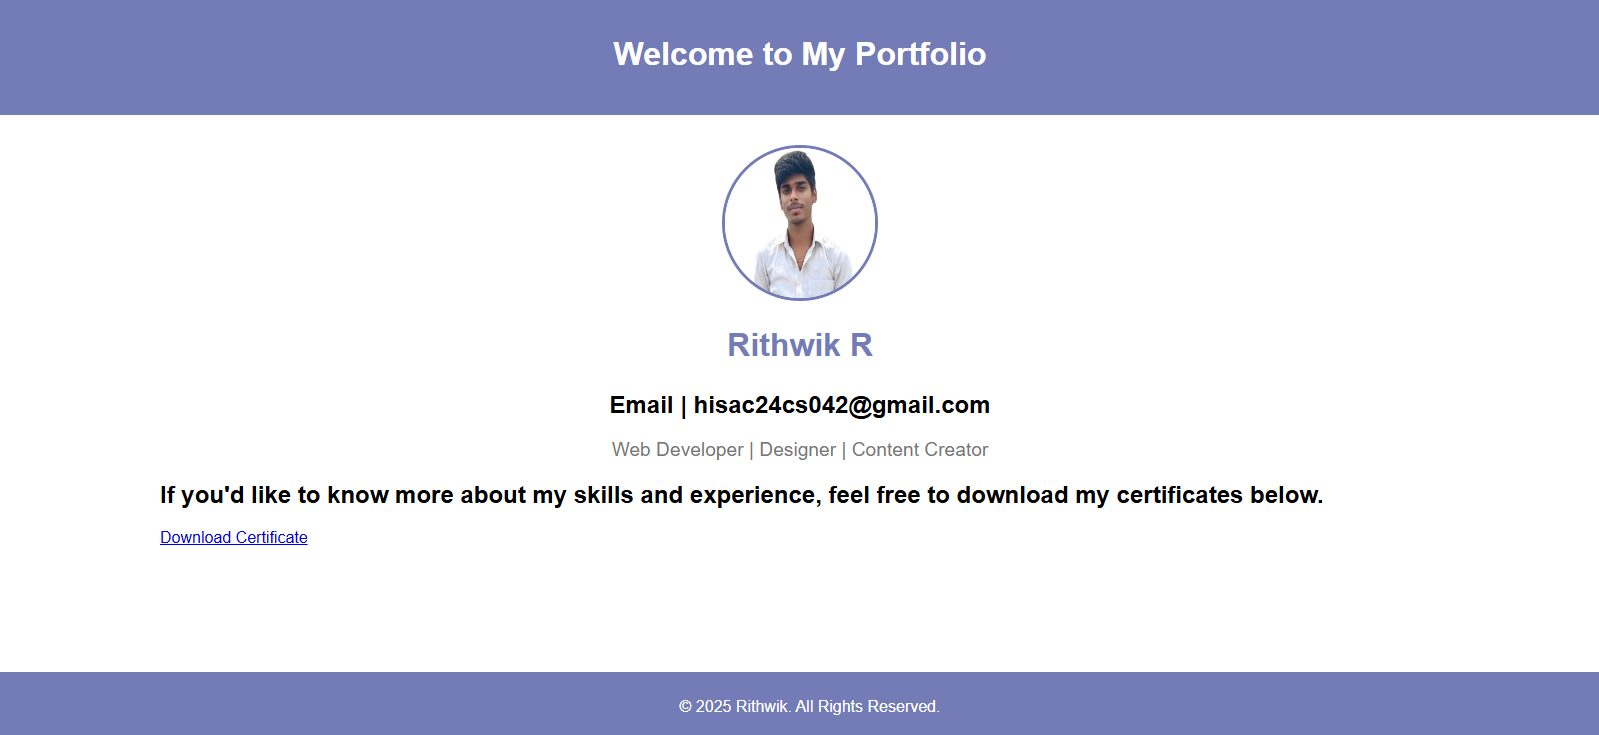 Welcome to My Portfolio
Rithwik R
Email | hisac24cs042@gmail.com
Web Developer | Designer | Content Creator
If you'd like to know more about my skills and experience, feel free to download my certificates below.
Download Certificate
© 2025 Rithwik. All Rights Reserved.